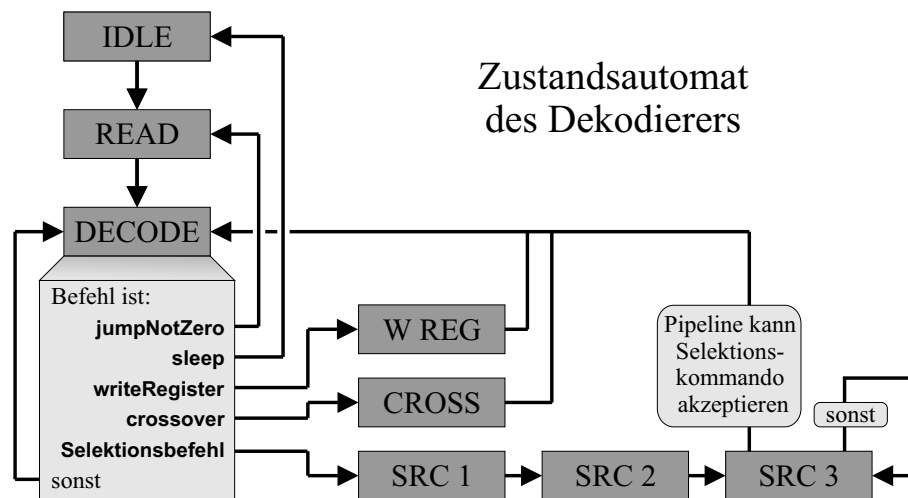 IDLE
Zustandsautomat
des Dekodierers
READ
DECODE
Befehl ist:
jumpNotZero
sleep
writeRegister
crossover
Selektionsbefehl
sonst
W REG
CROSS
SRC 1
SRC 2
SRC 3
Pipeline kann
Selektions-
kommando
akzeptieren
sonst